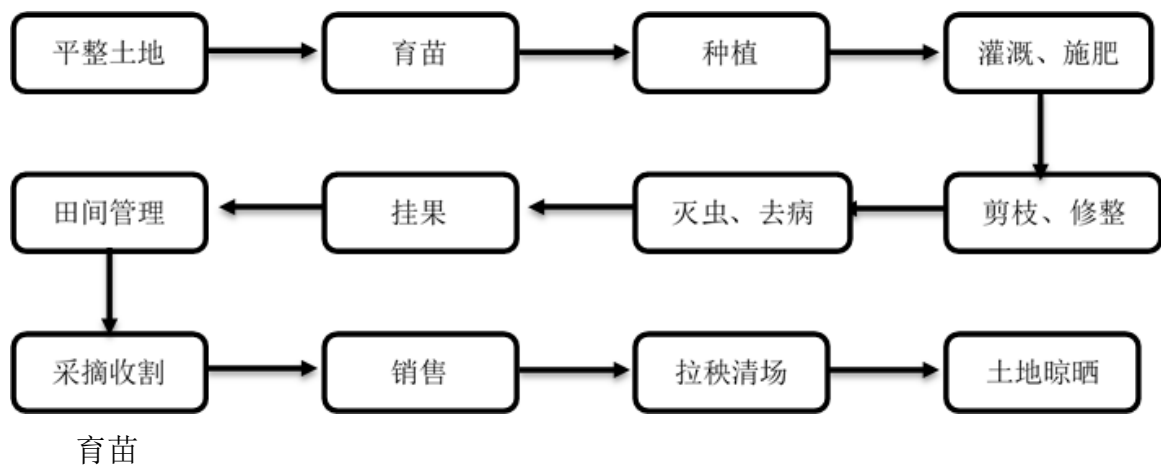 平整土地 育苗 种植 灌溉、施肥
田间管理 挂果 灭虫、去病 剪枝、修整
采摘收割 销售 拉秧清场 土地晾晒
育苗